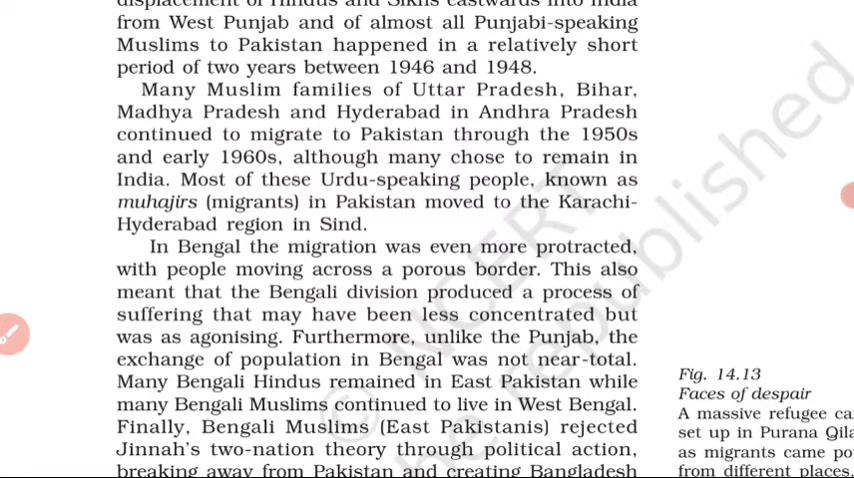 displacement of Hindus and Sikhs eastwards into India
from West Punjab and of almost all Punjabi-speaking
Muslims to Pakistan happened in a relatively short
period of two years between 1946 and 1948.
Many Muslim families of Uttar Pradesh, Bihar,
Madhya Pradesh and Hyderabad in Andhra Pradesh
continued to migrate to Pakistan through the 1950s
and early 1960s, although many chose to remain in
India. Most of these Urdu-speaking people, known as
muhajirs (migrants) in Pakistan moved to the Karachi-
Hyderabad region in Sind.
In Bengal the migration was even more protracted,
with people moving across a porous border. This also
meant that the Bengali division produced a process of
suffering that may have been less concentrated but
was as agonising. Furthermore, unlike the Punjab, the
exchange of population in Bengal was not near-total.
Many Bengali Hindus remained in East Pakistan while
many Bengali Muslims continued to live in West Bengal.
Finally, Bengali Muslims (East Pakistanis) rejected
Jinnah's two-nation theory through political action,
breaking away from Pakistan and creating Bangladesh
Fig. 14.13
Faces of despair
A massive refugee ca
set up in Purana Qila
as migrants came po
from different places.
© NCERT
be republished